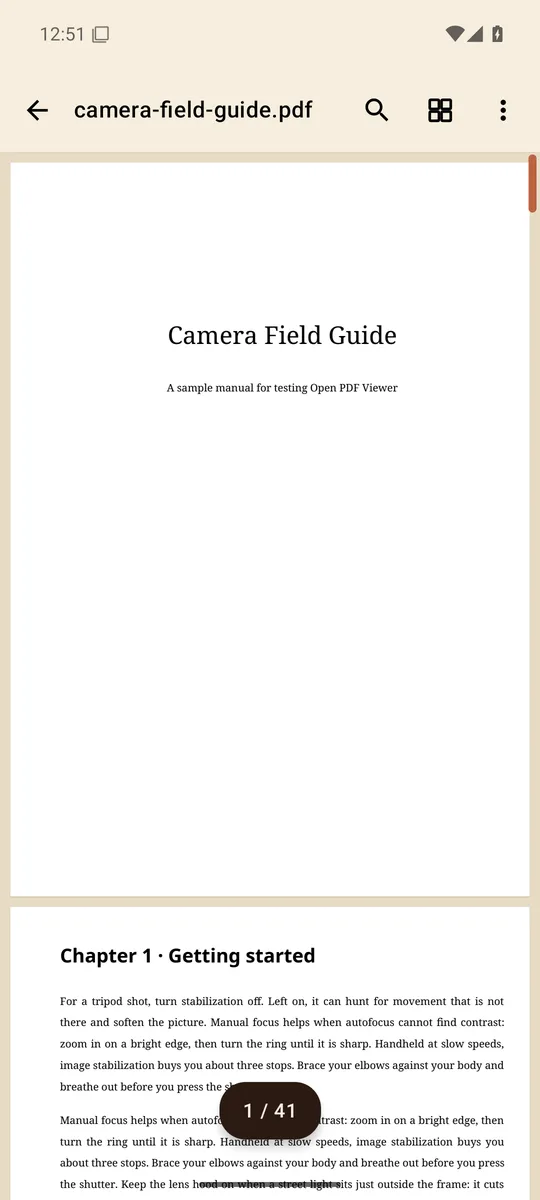 12:51
camera-field-guide.pdf
Camera Field Guide
A sample manual for testing Open PDF Viewer
Chapter 1 · Getting started
For a tripod shot, turn stabilization off. Left on, it can hunt for movement that is not
there and soften the picture. Manual focus helps when autofocus cannot find contrast:
zoom in on a bright edge, then turn the ring until it is sharp. Handheld at slow speeds,
image stabilization buys you about three stops. Brace your elbows against your body and
breathe out before you press the
1 / 41
Manual focus helps when zoom in on a bright edge, then
turn the ring until it is sharp. Handheld at slow speeds, image stabilization buys you
about three stops. Brace your elbows against your body and breathe out before you press
the shutter. Keep the lens hood on when a street light sits just outside the frame: it cuts